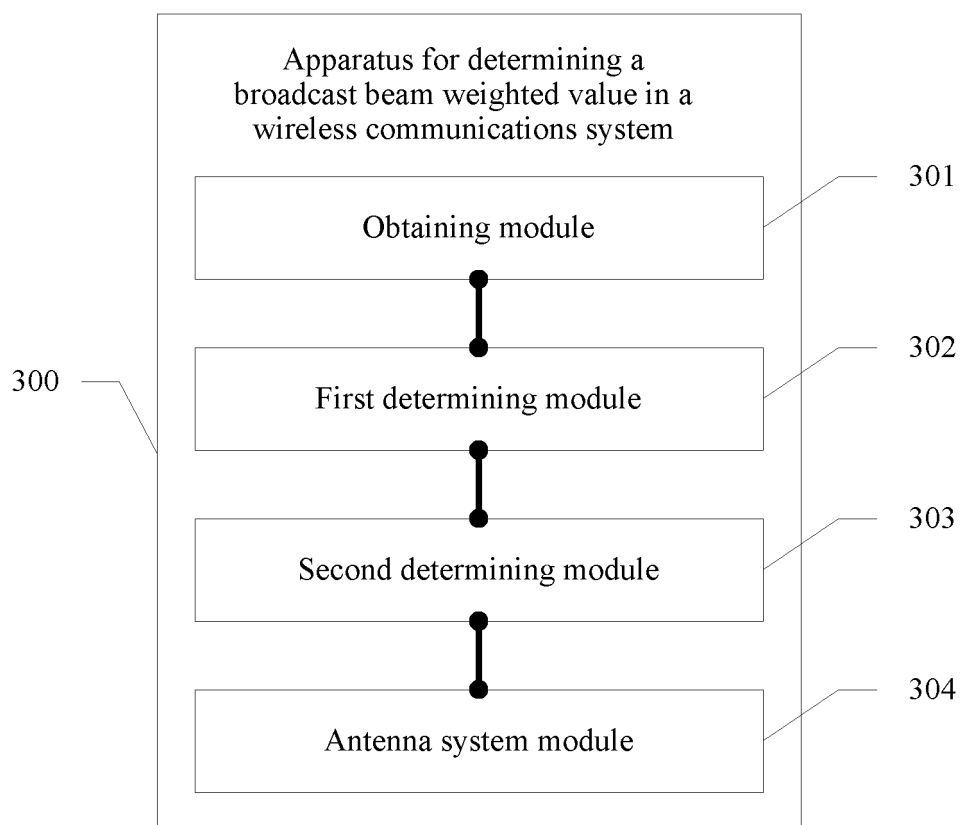 Apparatus for determining a
broadcast beam weighted value in a
wireless communications system
301
Obtaining module
302
300
First determining module
303
Second determining module
304
Antenna system module